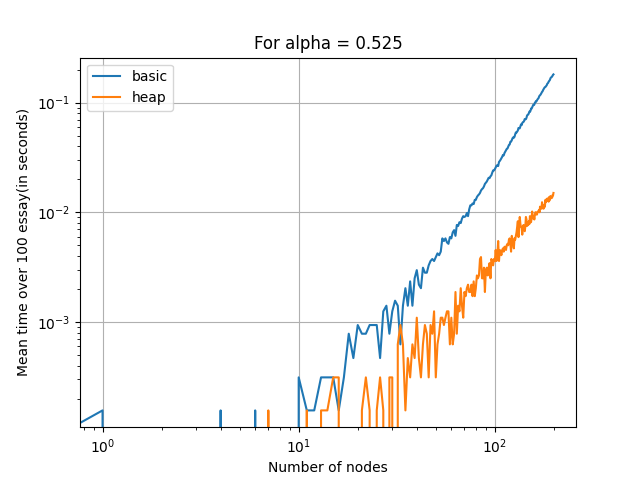 For alpha = 0.525
basic
heap
Mean time over 100 essay(in seconds)
10⁻¹
10⁻²
10⁻³
10⁰
10¹
10²
Number of nodes